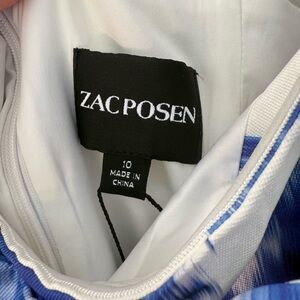 ZAC POSEN
10
MADE IN
CHINA